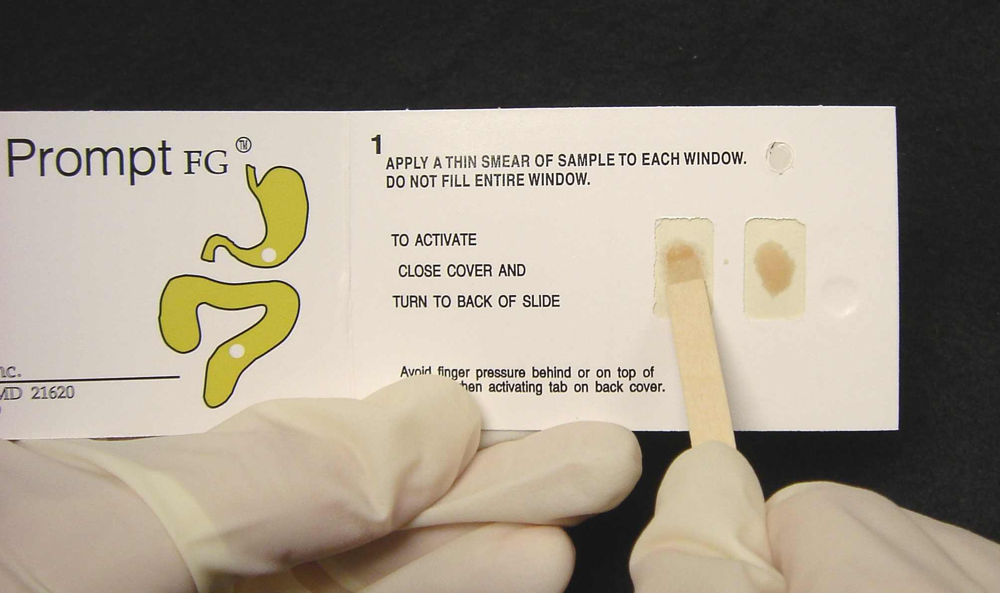 Prompt FG ™
1
APPLY A THIN SMEAR OF SAMPLE TO EACH WINDOW.
DO NOT FILL ENTIRE WINDOW.
TO ACTIVATE
CLOSE COVER AND
TURN TO BACK OF SLIDE
Avoid finger pressure behind or on top of
activating tab on back cover.
nc.
MD 21620